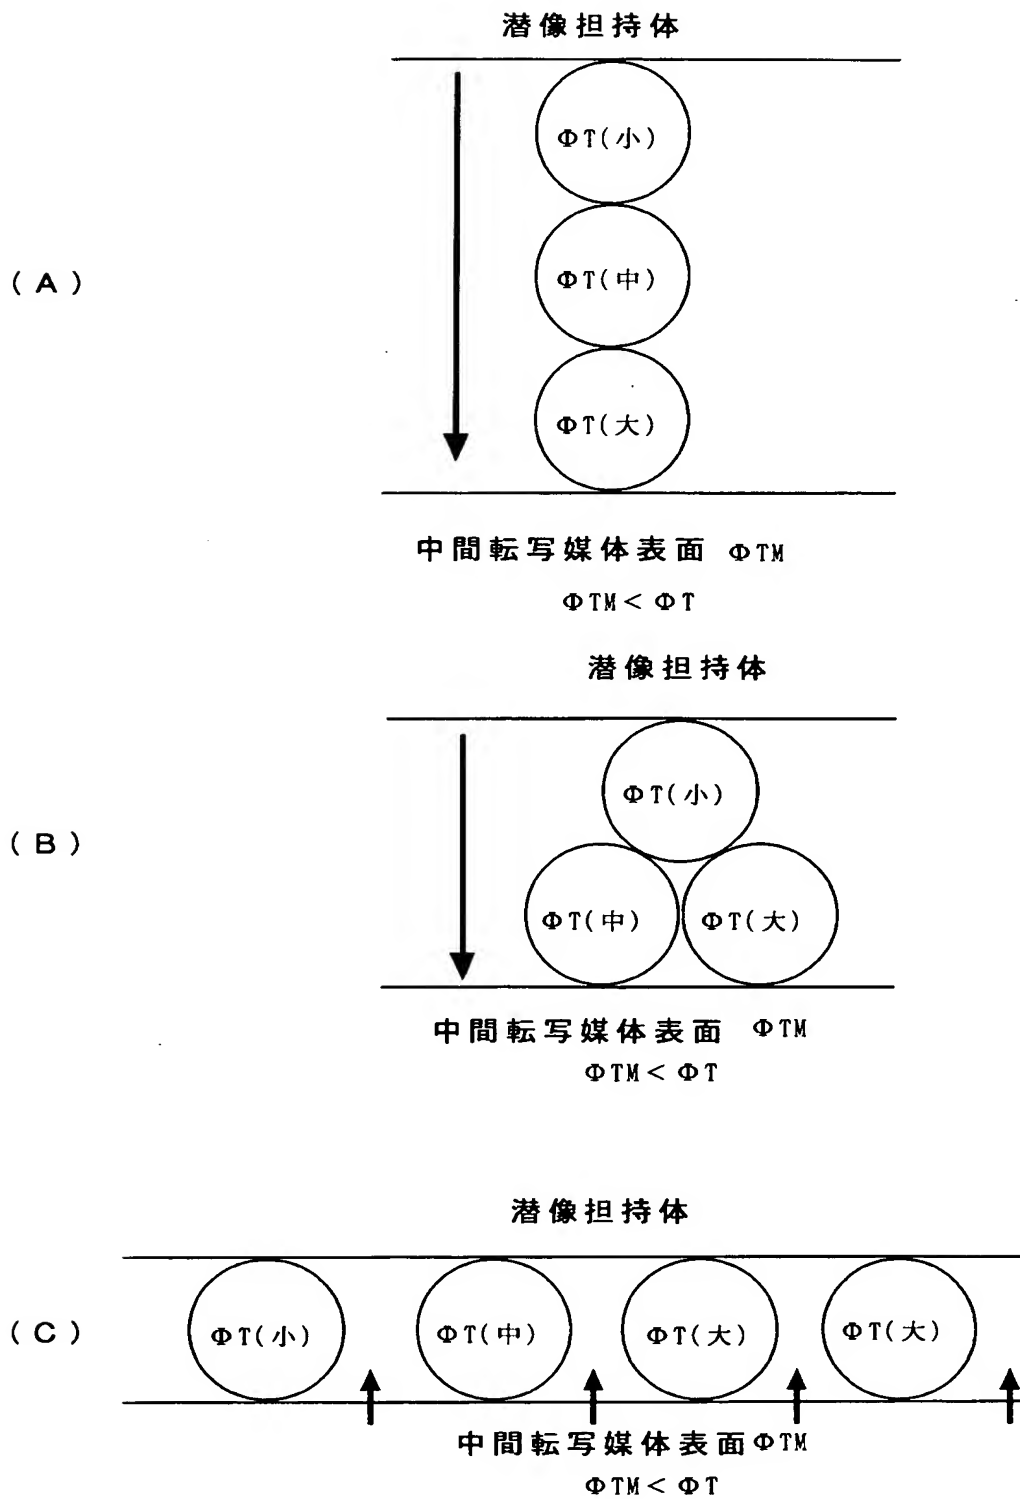 潜像担持体
ΦT(小)
(A)
ΦT(中)
ΦT(大)
中間転写媒体表面 ΦTM
ΦTM< ΦT
潜像担持体
ΦT(小)
(B)
ΦT(中) ΦT(大)
中間転写媒体表面 ΦTM
ΦTM< ΦT
潜像担持体
(C) ΦT(小) ΦT(中) ΦT(大) ΦT(大)
中間転写媒体表面ΦTM
ΦTM< ΦT